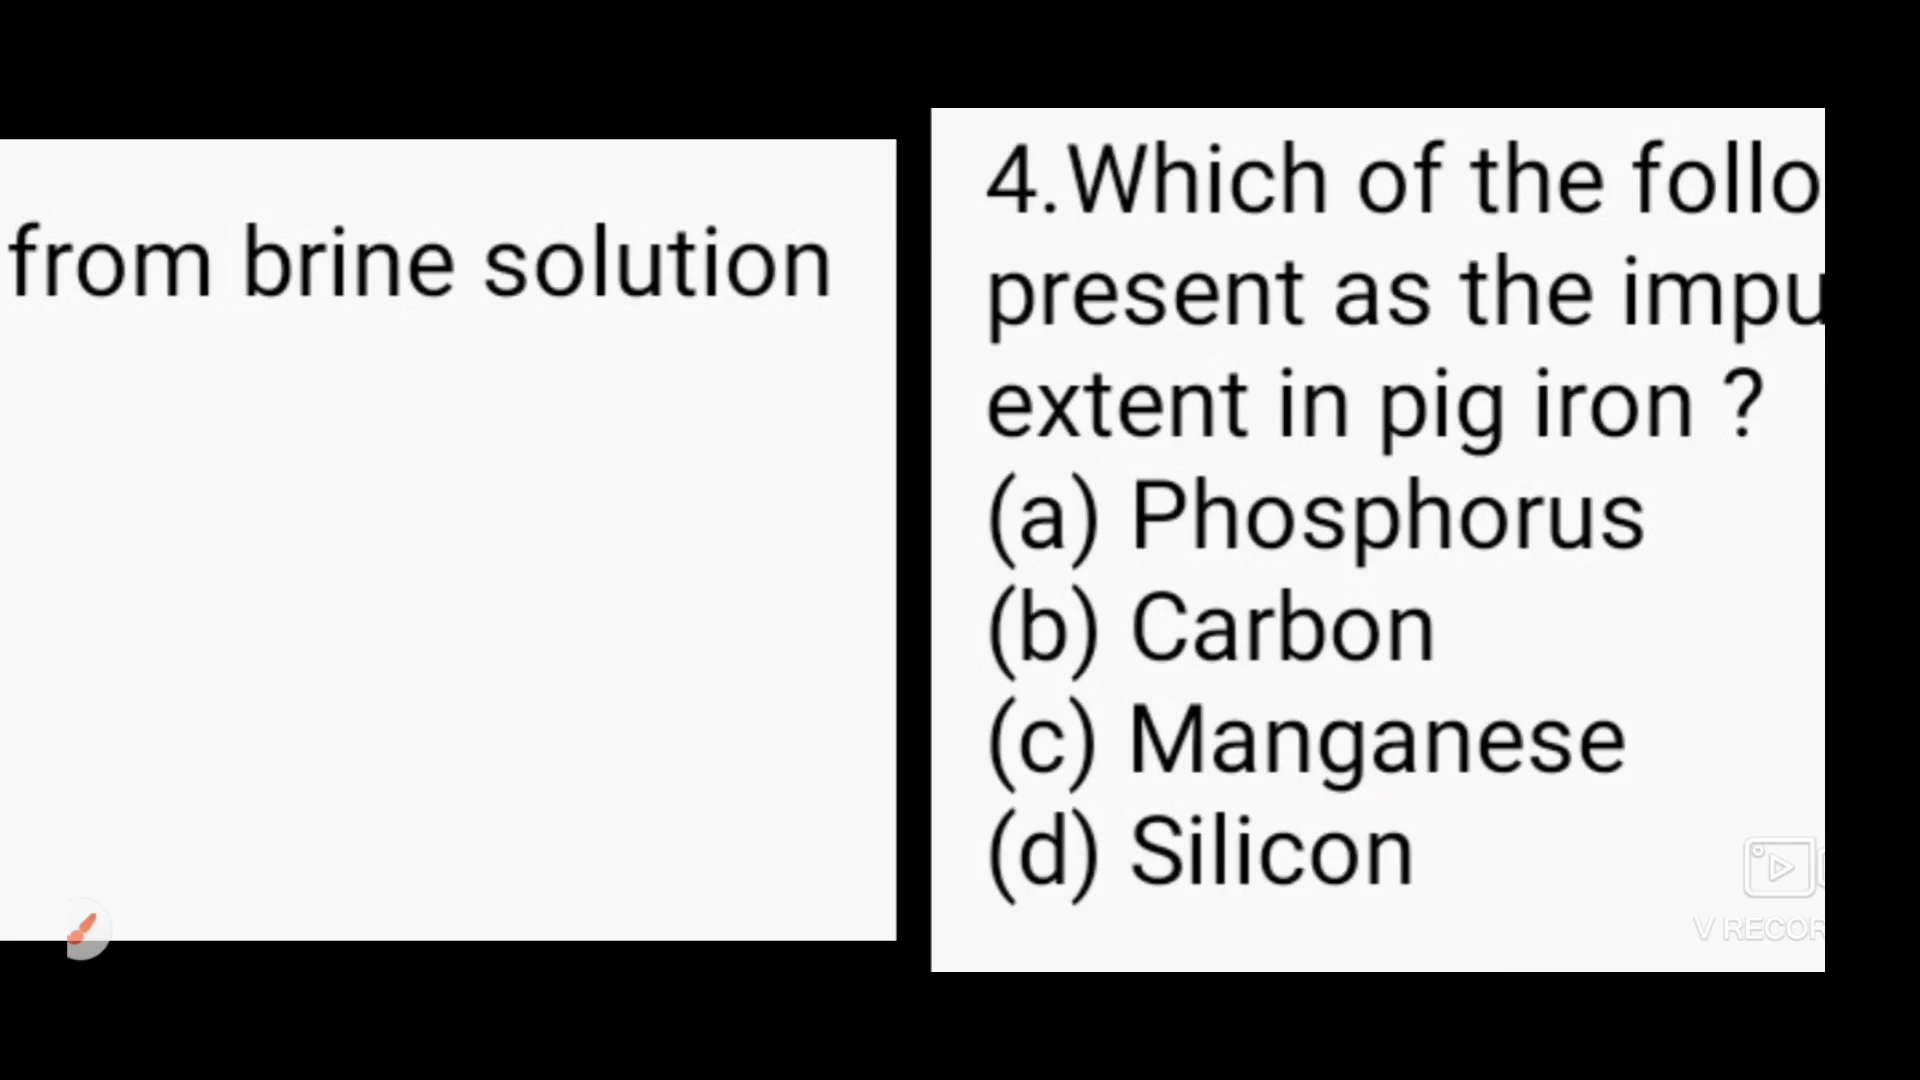 from brine solution
4.Which of the follo
present as the impu
extent in pig iron ?
(a) Phosphorus
(b) Carbon
(c) Manganese
(d) Silicon
V RECOR